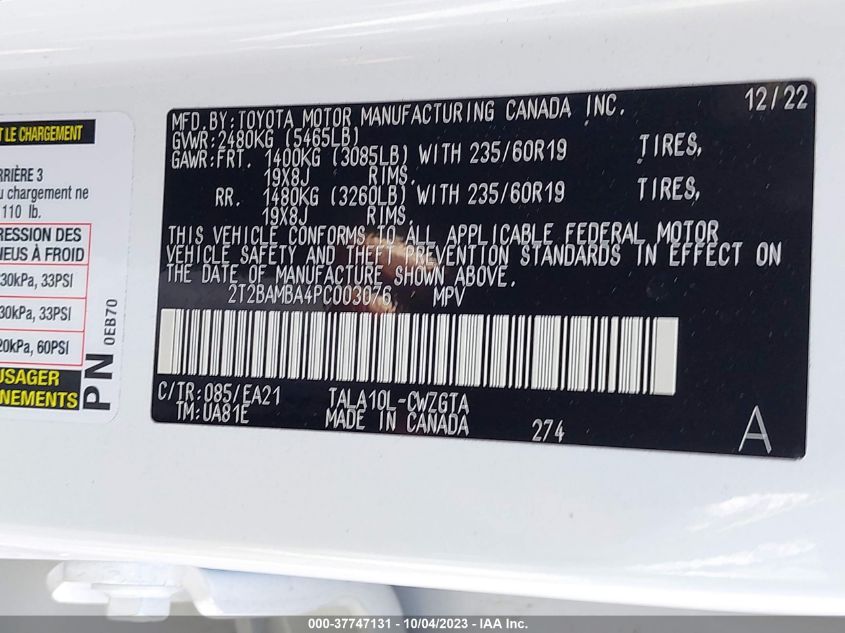 T LE CHARGEMENT
RRIÈRE 3
u chargement ne
110 lb.
RESSION DES
NEUS À FROID
30kPa, 33PSI
30kPa, 33PSI
20kPa, 60PSI
USAGER
NNEMENTS
PN 0EB70
MFD. BY: TOYOTA MOTOR MANUFACTURING CANADA INC. 12/22
GVWR: 2480KG (5465LB)
GAWR: FRT. 1400KG (3085LB) WITH 235/60R19 TIRES,
19X8J RIMS.
RR. 1480KG (3260LB) WITH 235/60R19 TIRES,
19X8J RIMS.
THIS VEHICLE CONFORMS TO ALL APPLICABLE FEDERAL MOTOR
VEHICLE SAFETY AND THEFT PREVENTION STANDARDS IN EFFECT ON
THE DATE OF MANUFACTURE SHOWN ABOVE.
2T2BAMBA4PC003076 MPV
C/TR: 085/EA21 TALA10L-CWZGTA
TM: UA81E MADE IN CANADA 274 A
000-37747131 - 10/04/2023 - IAA Inc.